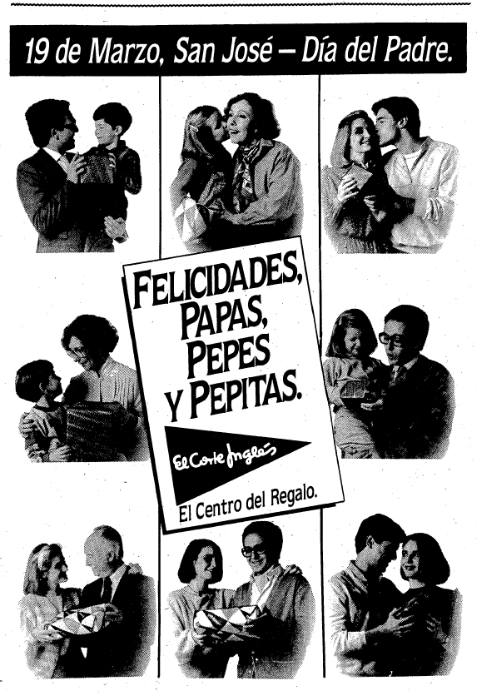 19 de Marzo, San José – Día del Padre.
FELICIDADES,
PAPAS,
PEPES
Y PEPITAS.
El Corte Inglés
El Centro del Regalo.